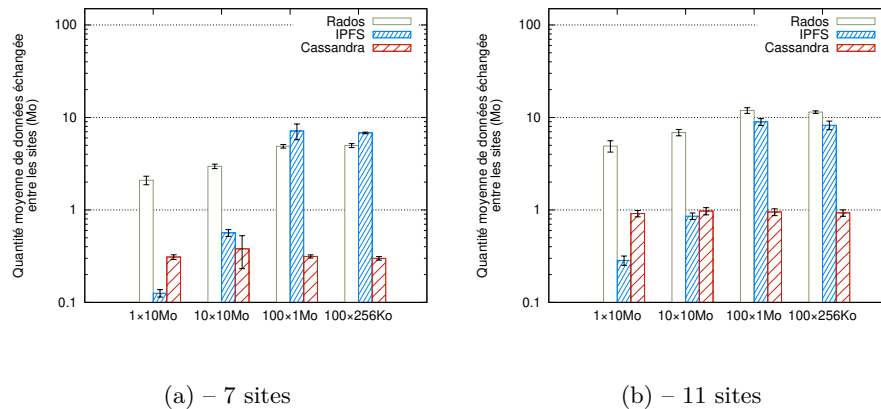 Quantité moyenne de données échangée
entre les sites (Mo)
100
10
1
0.1
Rados
IPFS
Cassandra
1×10Mo 10×10Mo 100×1Mo 100×256Ko
(a) – 7 sites
Quantité moyenne de données échangée
entre les sites (Mo)
100
10
1
0.1
Rados
IPFS
Cassandra
1×10Mo 10×10Mo 100×1Mo 100×256Ko
(b) – 11 sites